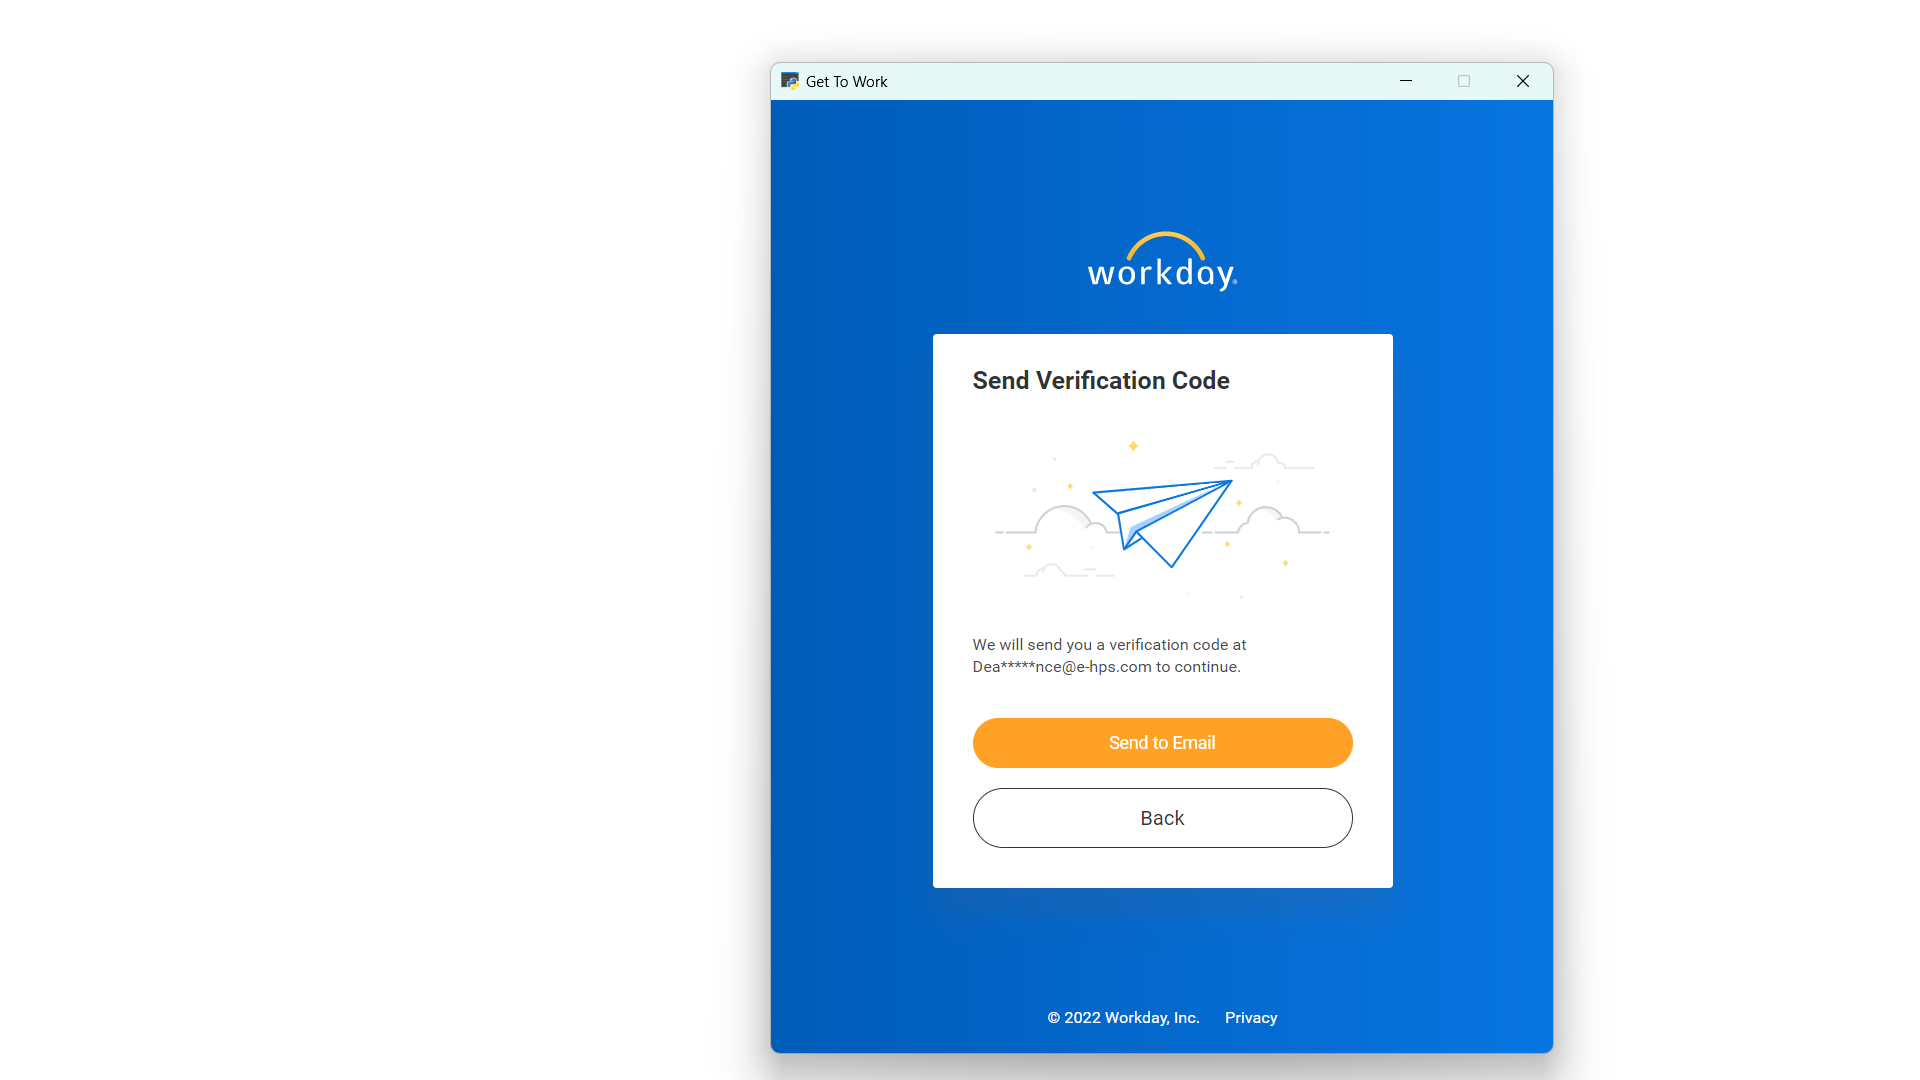 Get To Work
workday®
Send Verification Code
We will send you a verification code at
Dea*****nce@e-hps.com to continue.
Send to Email
Back
© 2022 Workday, Inc. Privacy